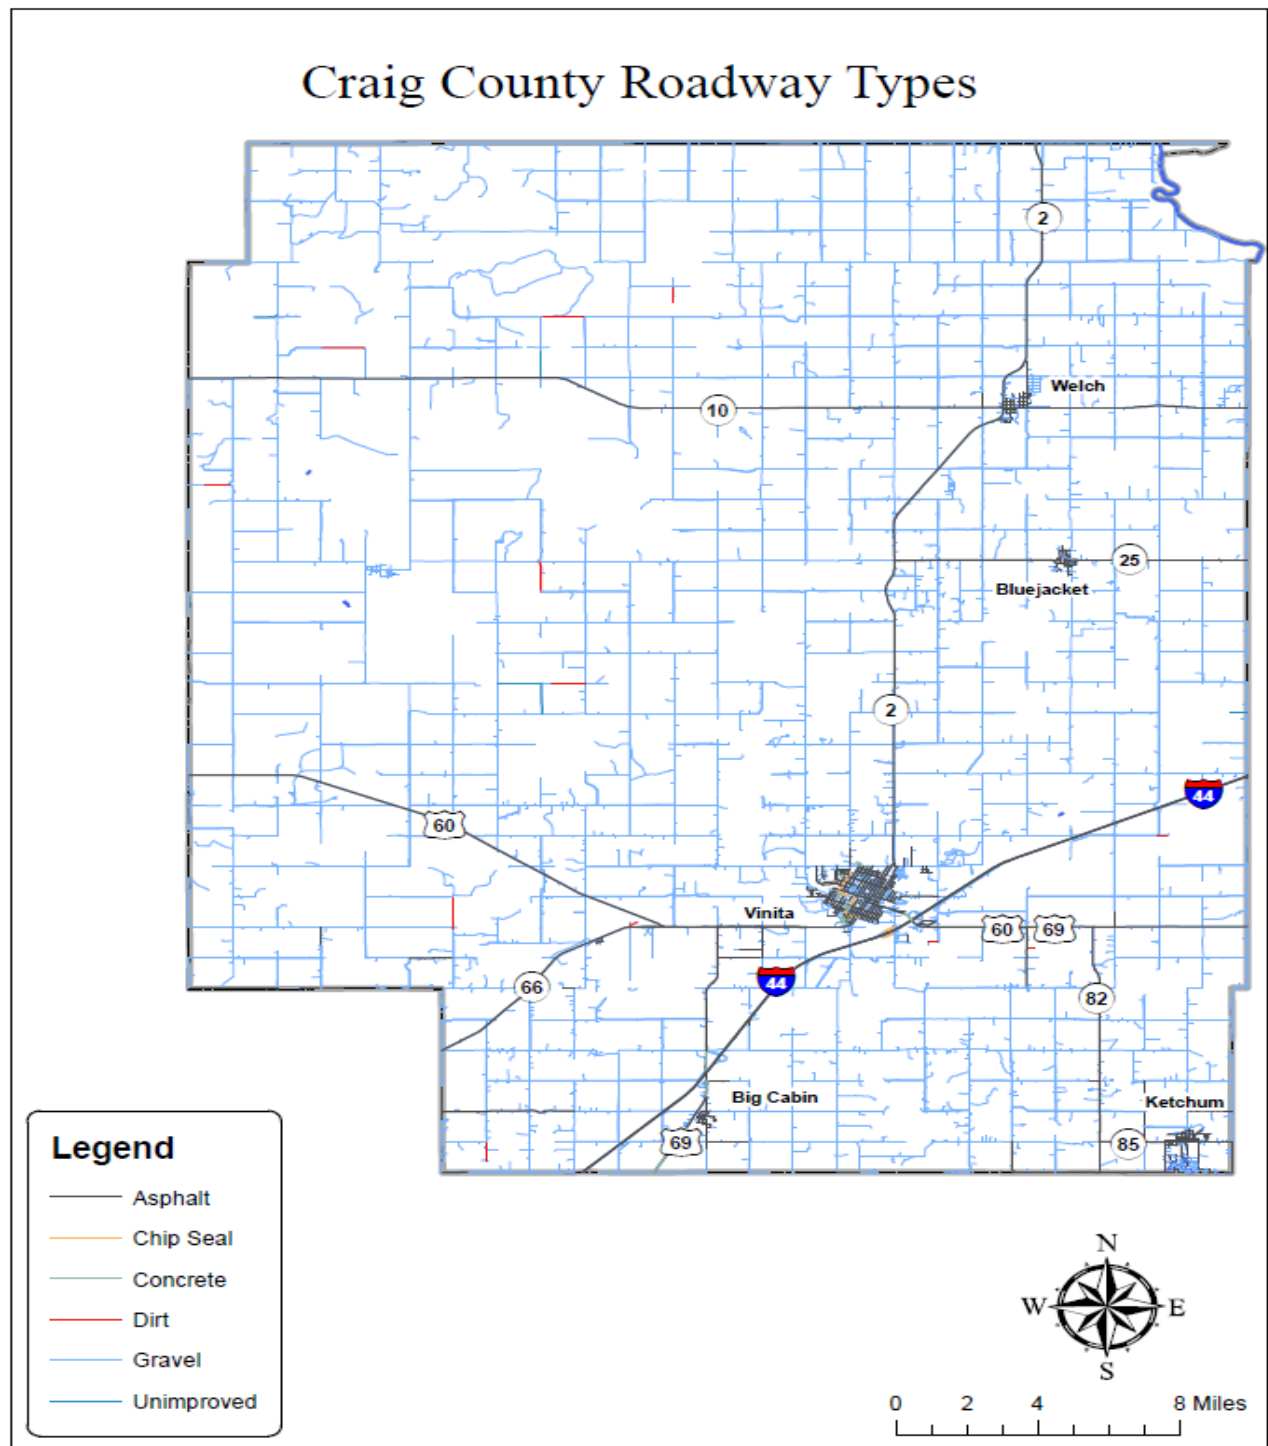 Craig County Roadway Types
2
Welch
10
25
Bluejacket
2
44
60
Vinita
60 69
66
44
82
Big Cabin
Ketchum
69
85
Legend
Asphalt
Chip Seal
Concrete
Dirt
Gravel
Unimproved
N
W E
S
0 2 4 8 Miles